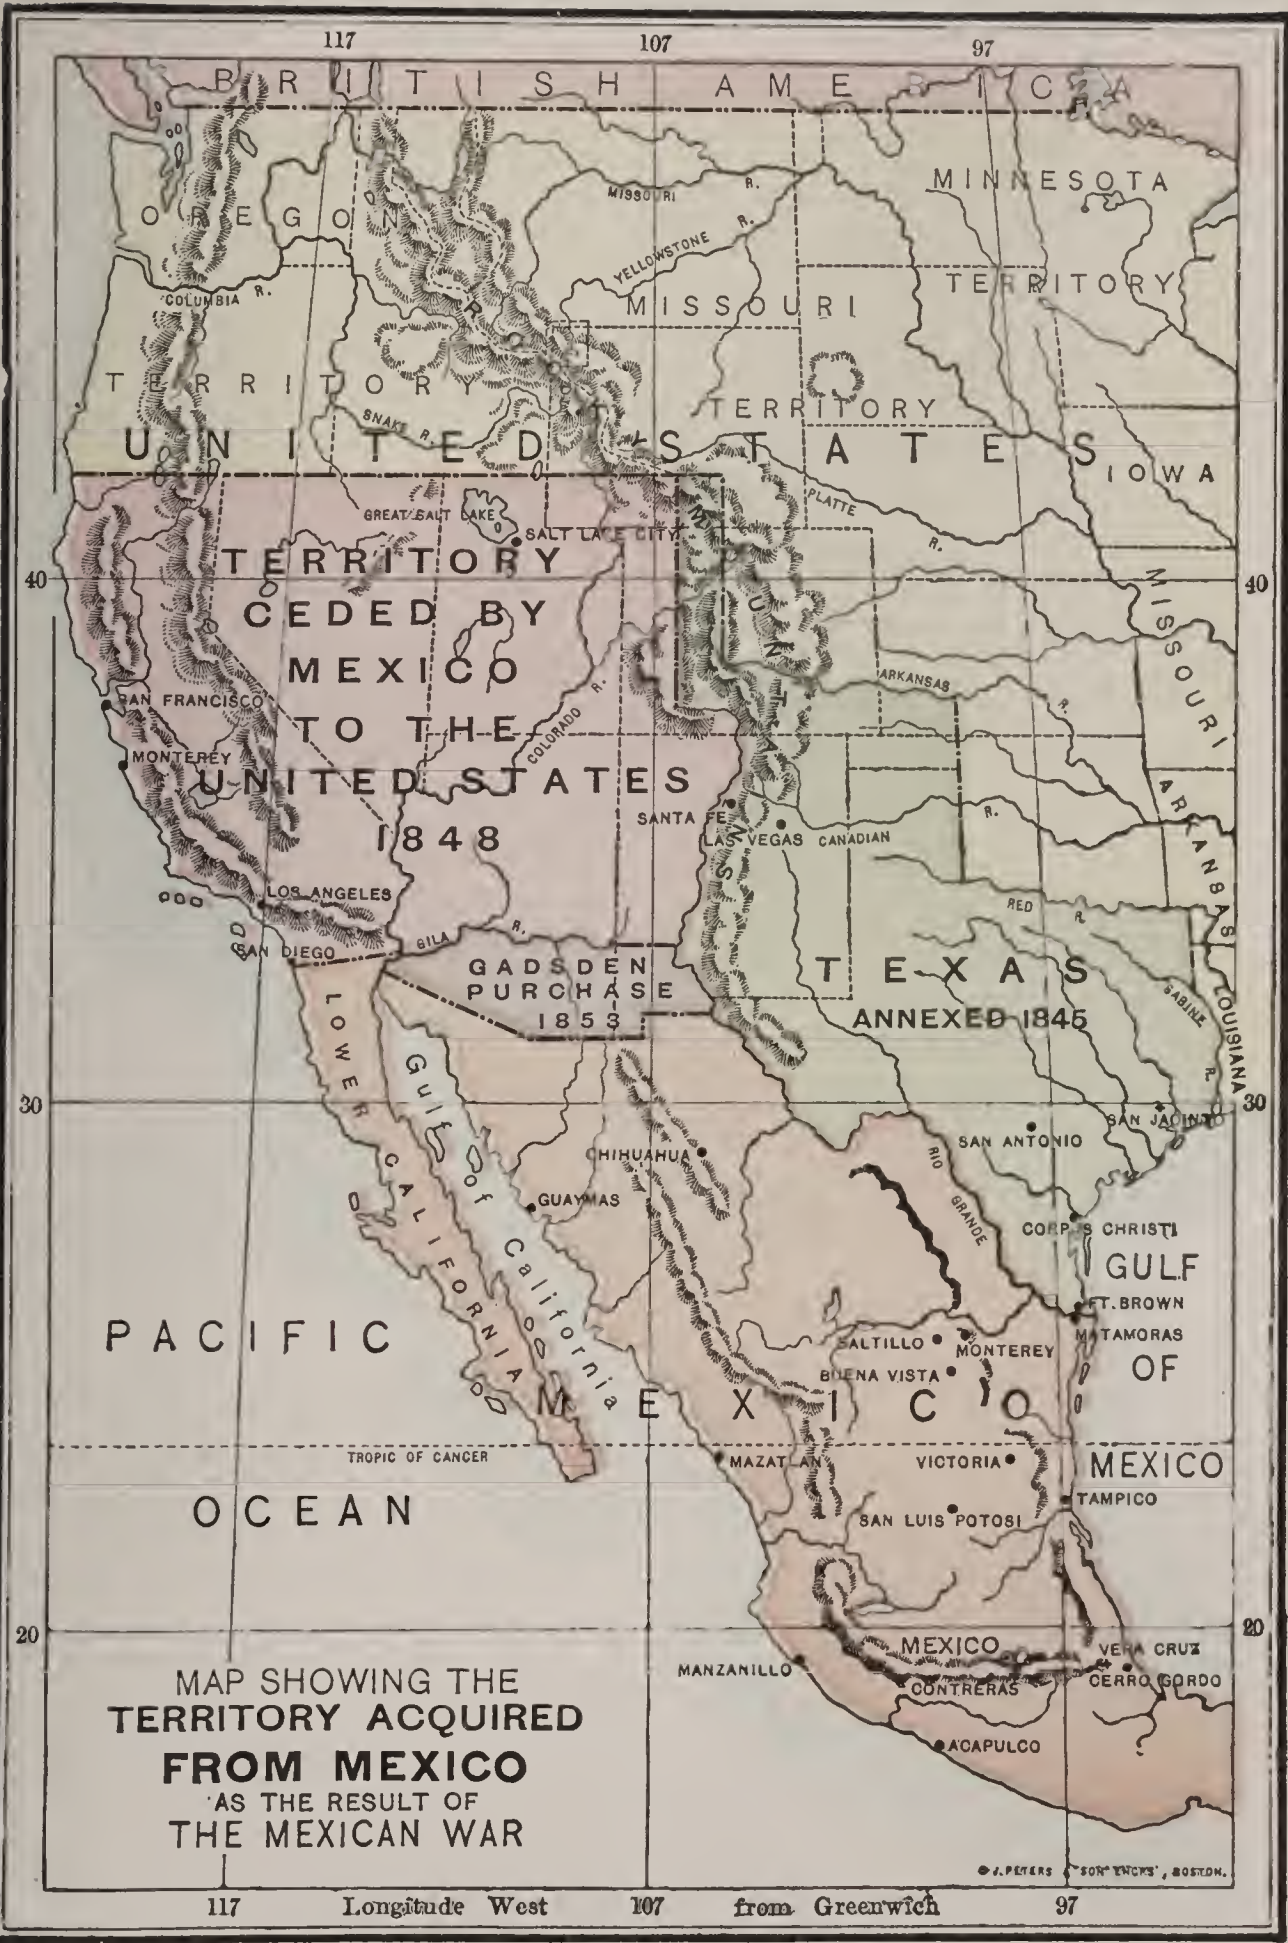 117 107 97
BRITISH AMERICA
MISSOURI R.
MINNESOTA
OREGON
YELLOWSTONE R.
TERRITORY
COLUMBIA R.
MISSOURI
TERRITORY
TERRITORY
SNAKE R.
UNITED STATES
IOWA
GREAT SALT LAKE
PLATTE R.
SALT LAKE CITY
ROCKY MOUNTAINS
40 40
TERRITORY
CEDED BY
MEXICO
TO THE
UNITED STATES
1848
MISSOURI
ARKANSAS R.
SAN FRANCISCO
COLORADO R.
MONTEREY
ARKANSAS
SANTA FE
LAS VEGAS
CANADIAN R.
LOS ANGELES
RED R.
SAN DIEGO
GILA R.
GADSDEN
PURCHASE
1853
TEXAS
ANNEXED 1845
SABINE R.
LOUISIANA
LOWER CALIFORNIA
Gulf of California
30 30
SAN JACINTO
SAN ANTONIO
CHIHUAHUA
RIO GRANDE
GUAYMAS
CORPUS CHRISTI
GULF
OF
MEXICO
FT. BROWN
MATAMORAS
PACIFIC
OCEAN
SALTILLO
MONTEREY
BUENA VISTA
MEXICO
TROPIC OF CANCER
MAZATLAN
VICTORIA
TAMPICO
SAN LUIS POTOSI
20 20
MEXICO
VERA CRUZ
MANZANILLO
CERRO GORDO
CONTRERAS
ACAPULCO
MAP SHOWING THE
TERRITORY ACQUIRED
FROM MEXICO
AS THE RESULT OF
THE MEXICAN WAR
J. PETERS & SON ENGRS, BOSTON.
117 Longitude West 107 from Greenwich 97